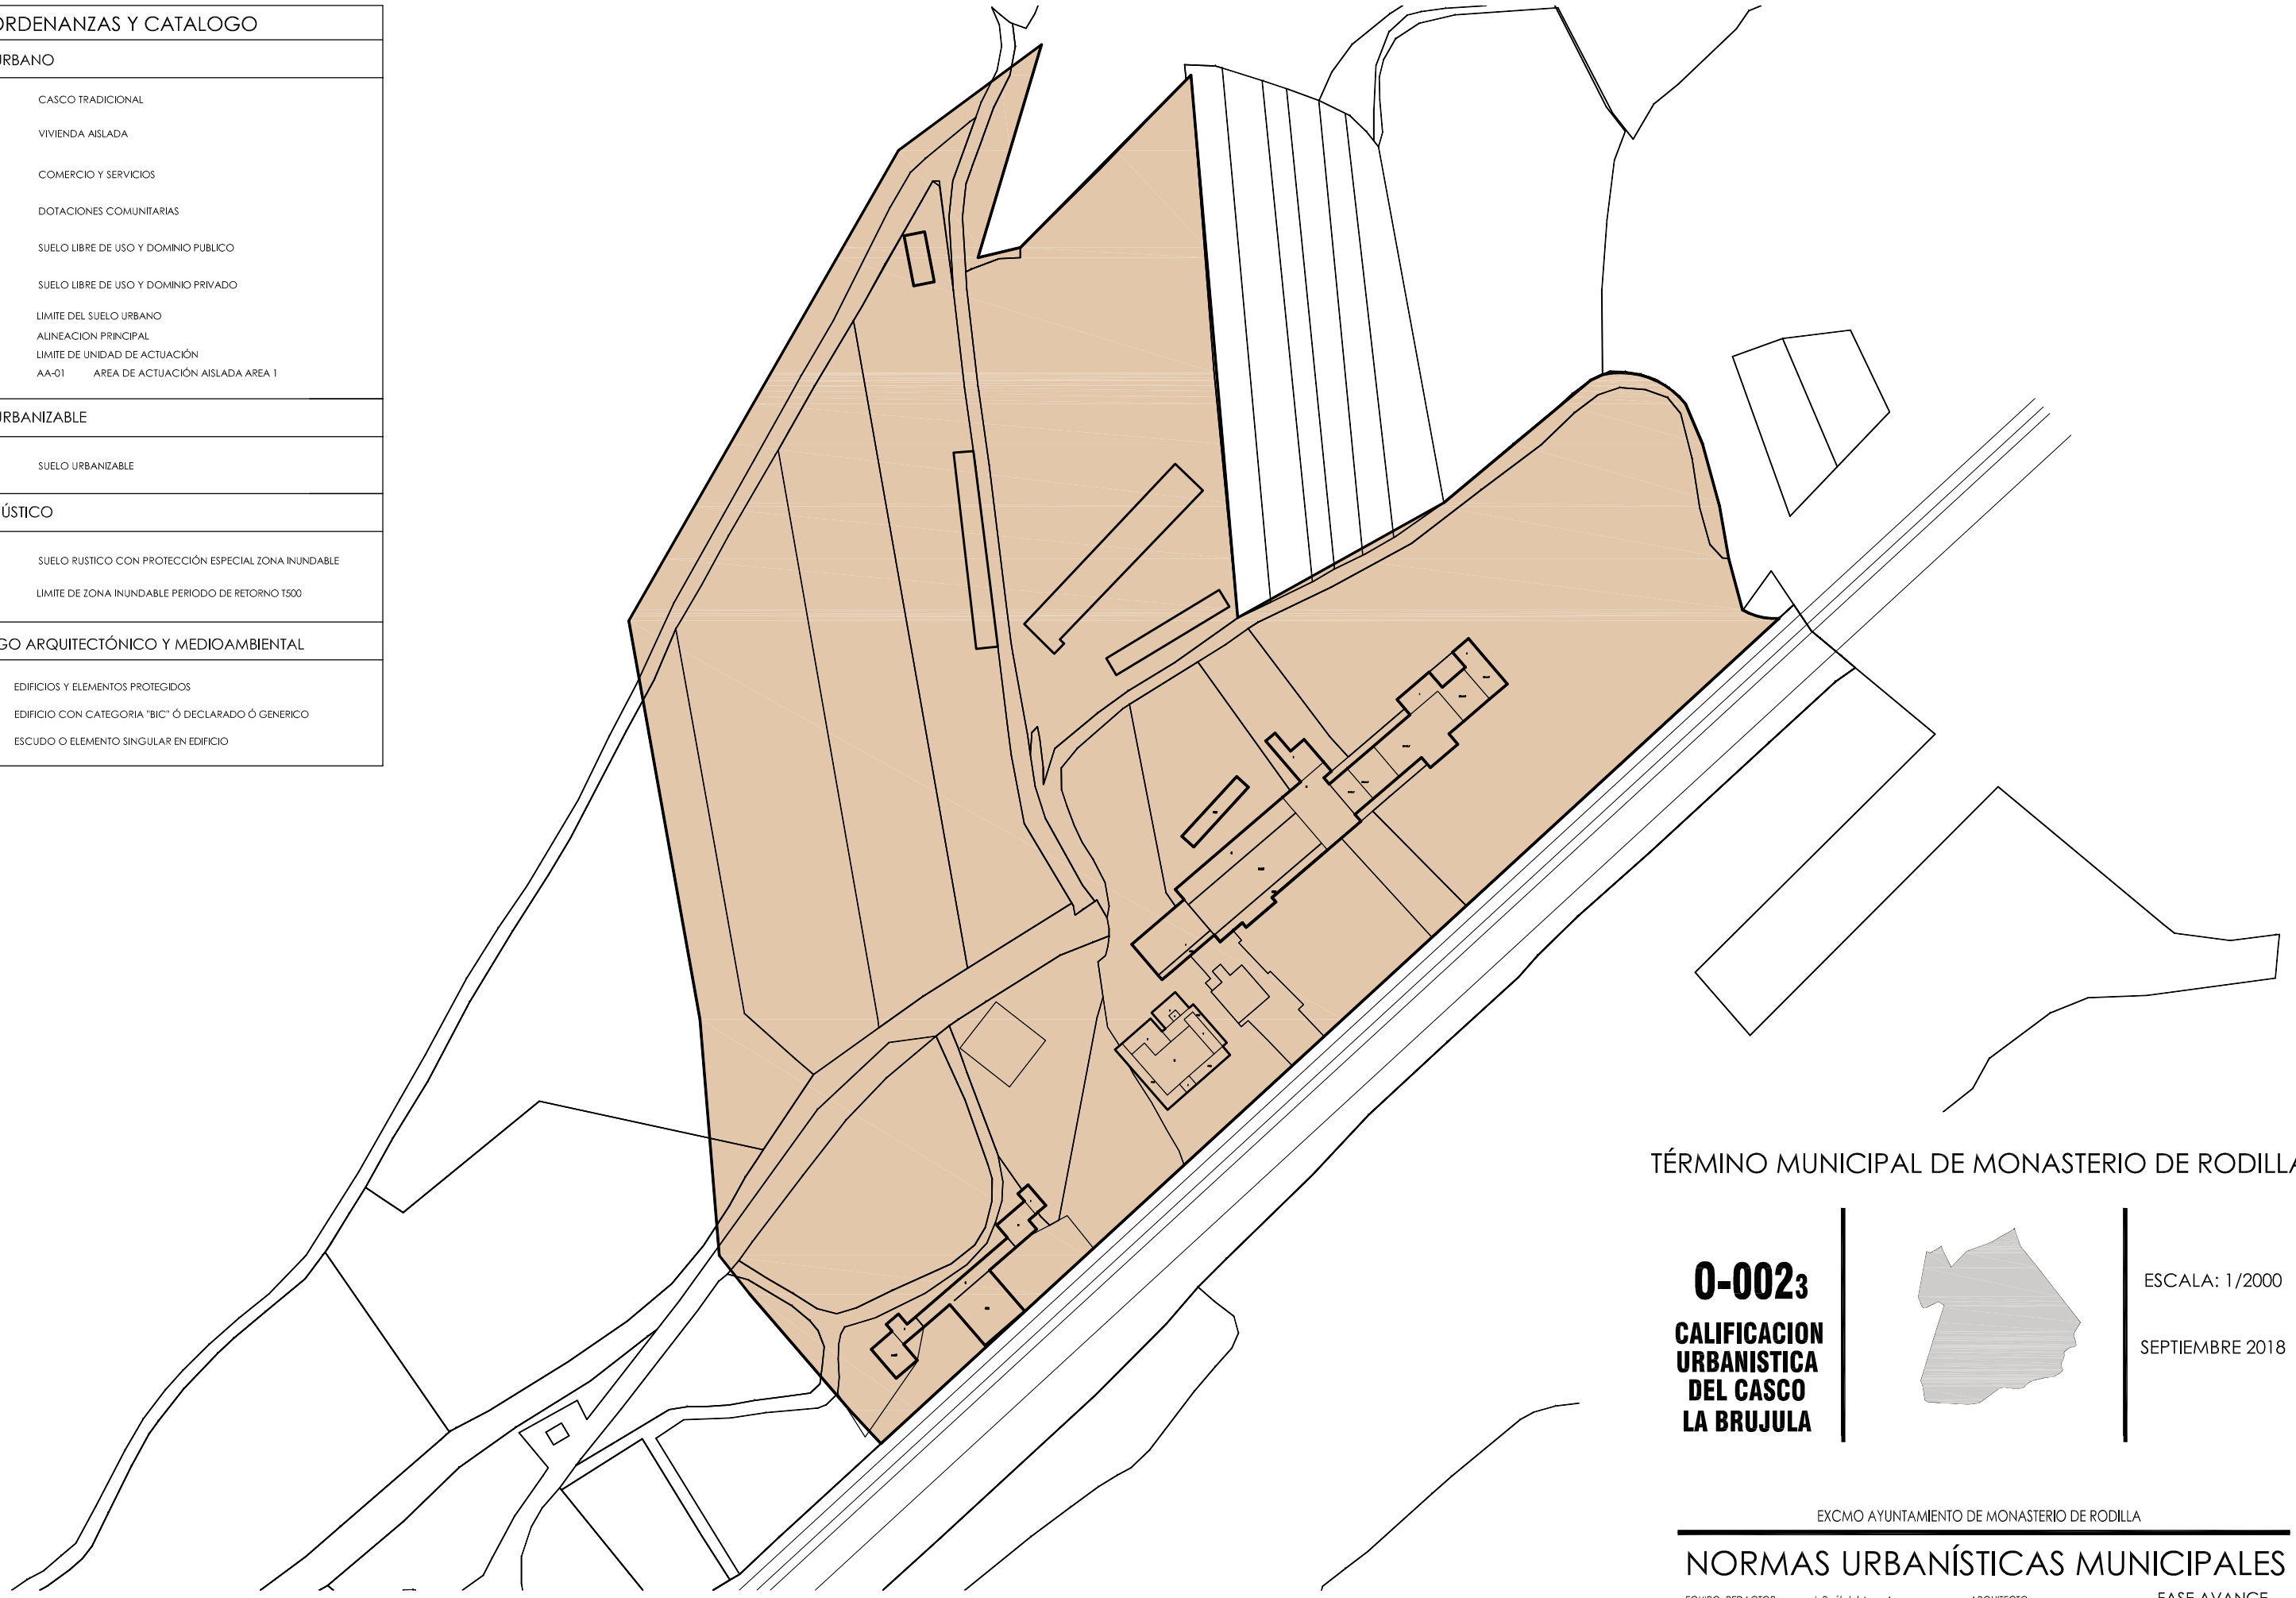 ORDENANZAS Y CATALOGO
URBANO
CASCO TRADICIONAL
VIVIENDA AISLADA
COMERCIO Y SERVICIOS
DOTACIONES COMUNITARIAS
SUELO LIBRE DE USO Y DOMINIO PUBLICO
SUELO LIBRE DE USO Y DOMINIO PRIVADO
LIMITE DEL SUELO URBANO
ALINEACION PRINCIPAL
LIMITE DE UNIDAD DE ACTUACIÓN
AA-01 AREA DE ACTUACIÓN AISLADA AREA 1
URBANIZABLE
SUELO URBANIZABLE
ÚSTICO
SUELO RUSTICO CON PROTECCIÓN ESPECIAL ZONA INUNDABLE
LIMITE DE ZONA INUNDABLE PERIODO DE RETORNO T500
GO ARQUITECTÓNICO Y MEDIOAMBIENTAL
EDIFICIOS Y ELEMENTOS PROTEGIDOS
EDIFICIO CON CATEGORIA "BIC" Ó DECLARADO Ó GENERICO
ESCUDO O ELEMENTO SINGULAR EN EDIFICIO
TÉRMINO MUNICIPAL DE MONASTERIO DE RODILLA
0-0023
CALIFICACION
URBANISTICA
DEL CASCO
LA BRUJULA
ESCALA: 1/2000
SEPTIEMBRE 2018
EXCMO AYUNTAMIENTO DE MONASTERIO DE RODILLA
NORMAS URBANÍSTICAS MUNICIPALES
FASE AVANCE